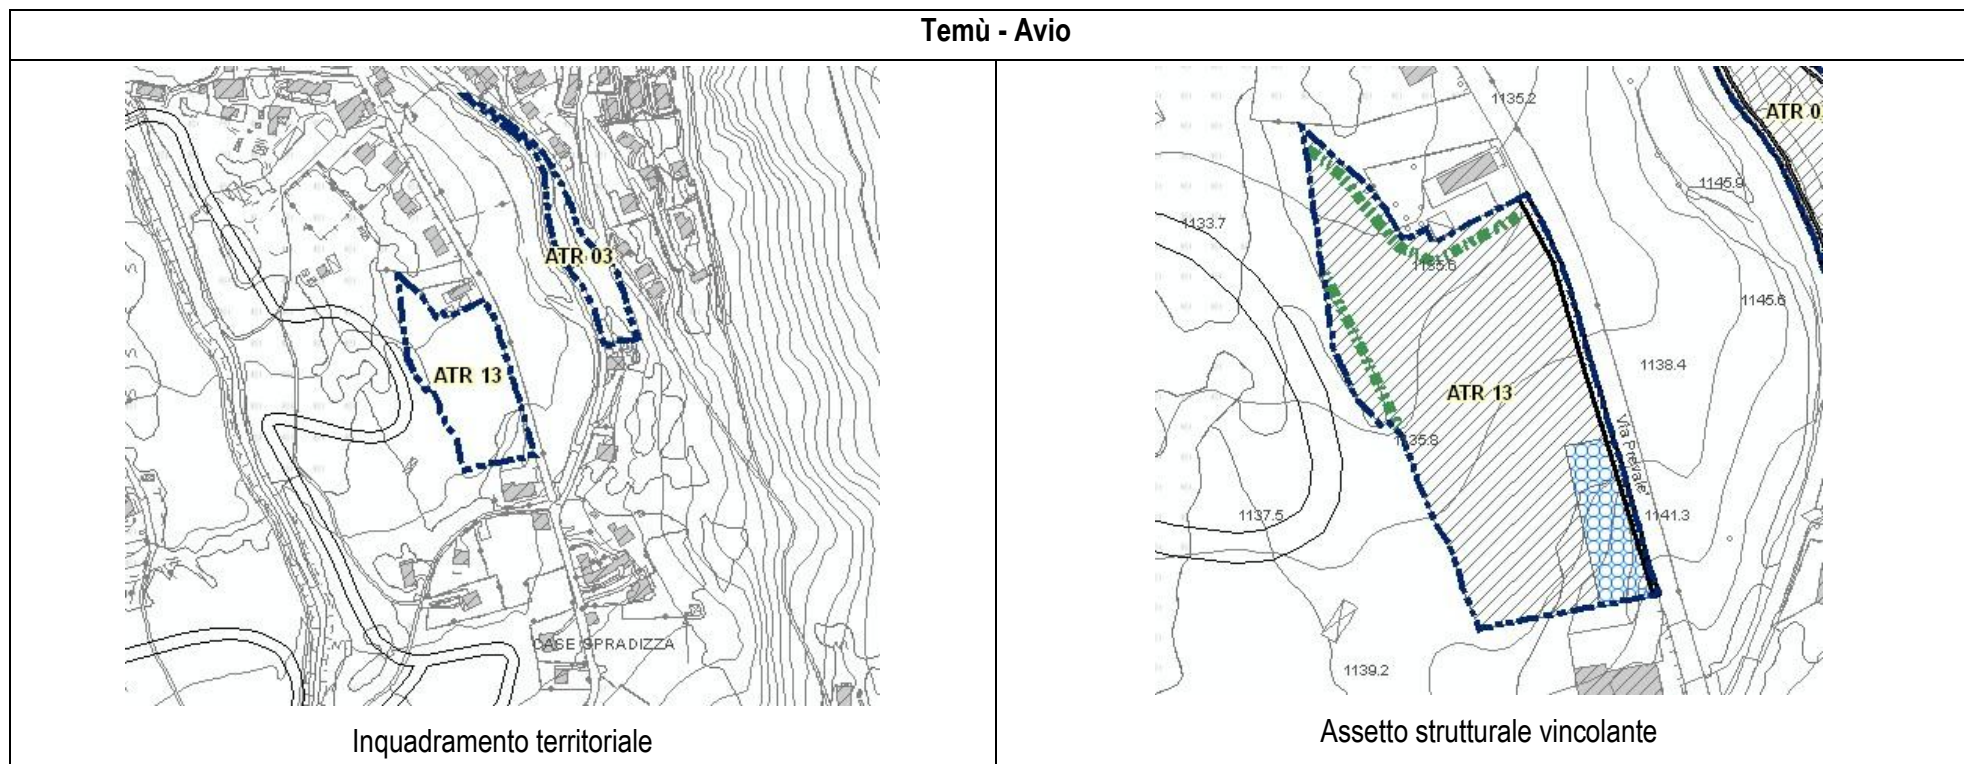 Temù - Avio
ATR 03
ATR 13
CASE SPRADIZZA
Inquadramento territoriale
1135.2
ATR 0
1145.9
1133.7
1135.6
1145.6
1138.4
ATR 13
1135.8
Via Prevale'
1137.5
1141.3
1139.2
Assetto strutturale vincolante